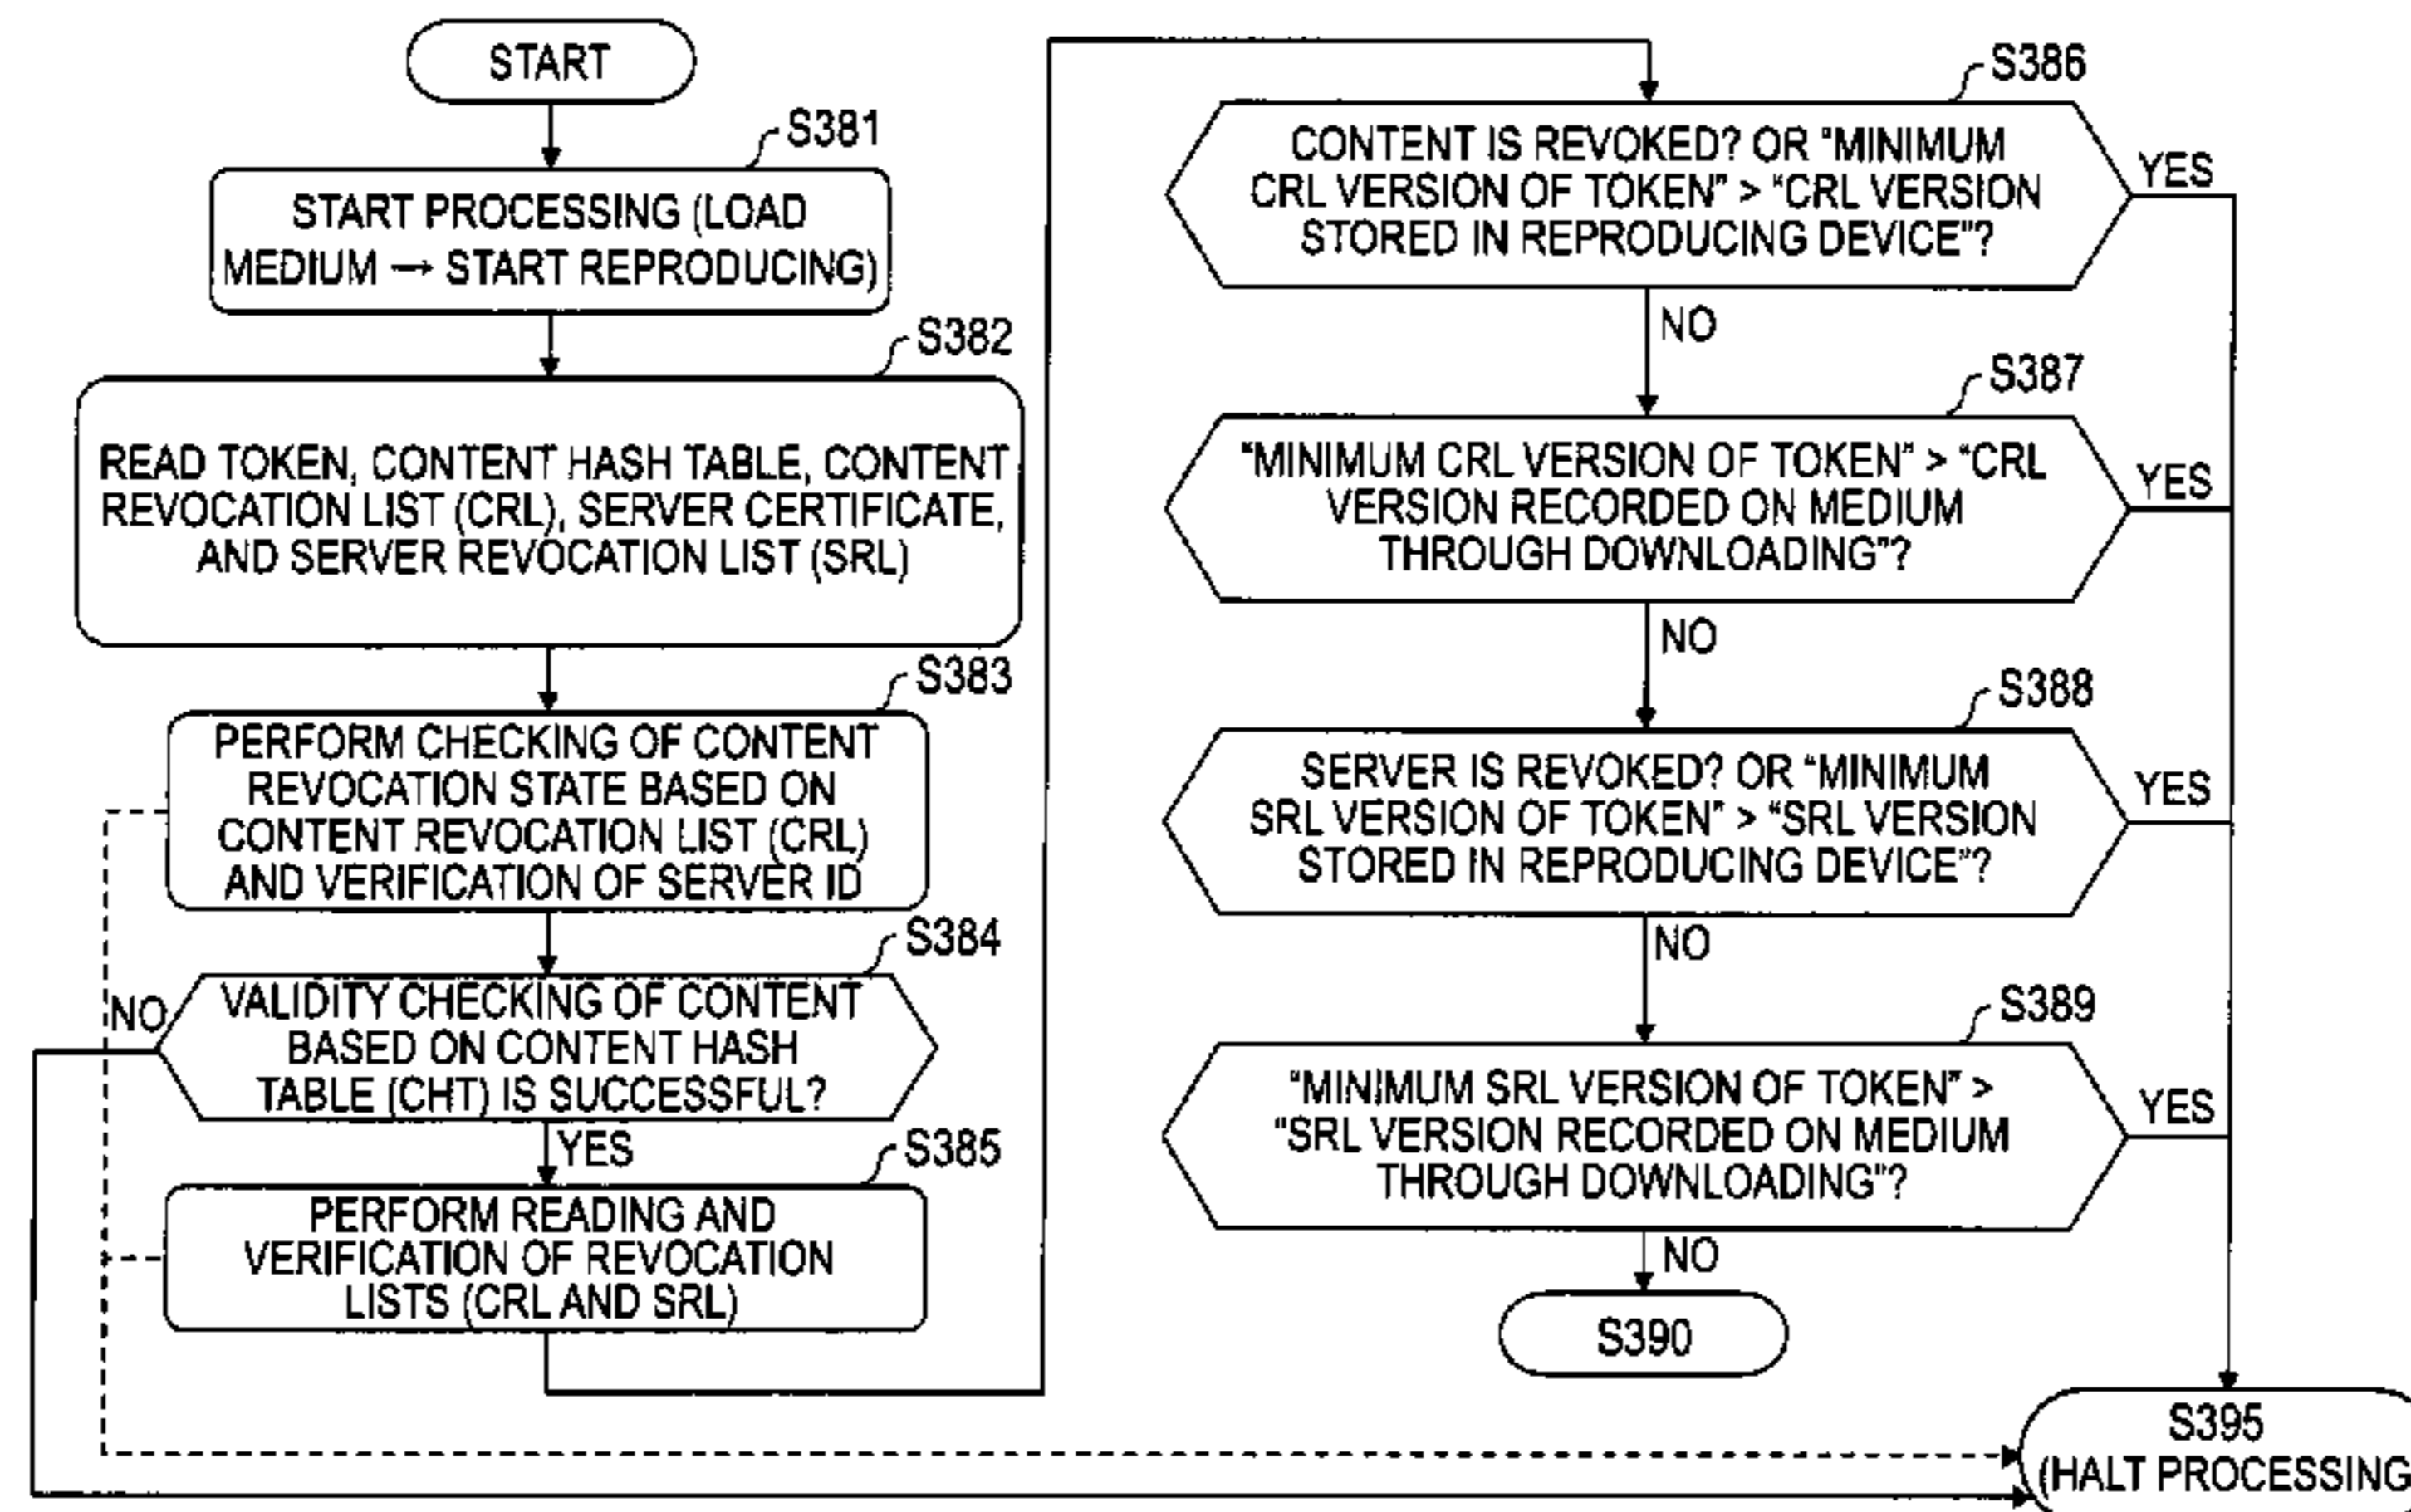 START
S381
START PROCESSING (LOAD
MEDIUM → START REPRODUCING)
S382
READ TOKEN, CONTENT HASH TABLE, CONTENT
REVOCATION LIST (CRL), SERVER CERTIFICATE,
AND SERVER REVOCATION LIST (SRL)
S383
PERFORM CHECKING OF CONTENT
REVOCATION STATE BASED ON
CONTENT REVOCATION LIST (CRL)
AND VERIFICATION OF SERVER ID
S384
NO
VALIDITY CHECKING OF CONTENT
BASED ON CONTENT HASH
TABLE (CHT) IS SUCCESSFUL?
YES
S385
PERFORM READING AND
VERIFICATION OF REVOCATION
LISTS (CRL AND SRL)
S386
CONTENT IS REVOKED? OR "MINIMUM
CRL VERSION OF TOKEN" > "CRL VERSION
STORED IN REPRODUCING DEVICE"?
YES
NO
S387
"MINIMUM CRL VERSION OF TOKEN" > "CRL
VERSION RECORDED ON MEDIUM
THROUGH DOWNLOADING"?
YES
NO
S388
SERVER IS REVOKED? OR "MINIMUM
SRL VERSION OF TOKEN" > "SRL VERSION
STORED IN REPRODUCING DEVICE"?
YES
NO
S389
"MINIMUM SRL VERSION OF TOKEN" >
"SRL VERSION RECORDED ON MEDIUM
THROUGH DOWNLOADING"?
YES
NO
S390
S395
(HALT PROCESSING